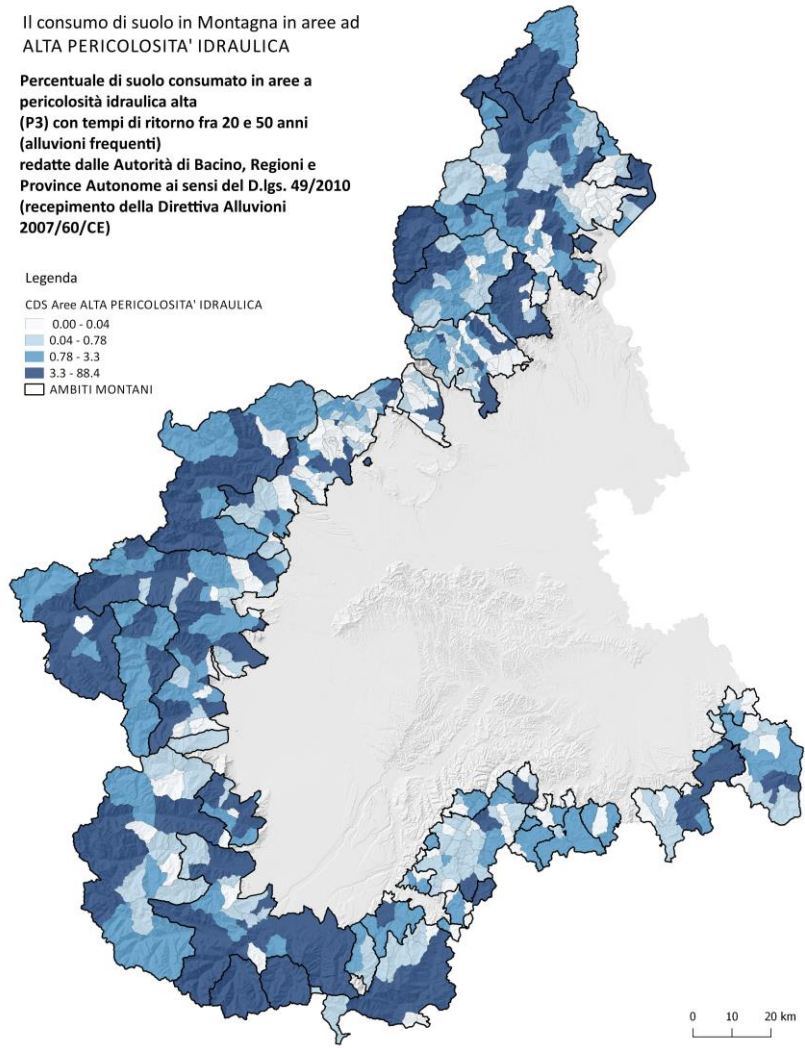 Il consumo di suolo in Montagna in aree ad
ALTA PERICOLOSITA' IDRAULICA
Percentuale di suolo consumato in aree a
pericolosità idraulica alta
(P3) con tempi di ritorno fra 20 e 50 anni
(alluvioni frequenti)
redatte dalle Autorità di Bacino, Regioni e
Province Autonome ai sensi del D.lgs. 49/2010
(recepimento della Direttiva Alluvioni
2007/60/CE)
Legenda
CDS Aree ALTA PERICOLOSITA' IDRAULICA
0.00 - 0.04
0.04 - 0.78
0.78 - 3.3
3.3 - 88.4
AMBITI MONTANI
0 10 20 km